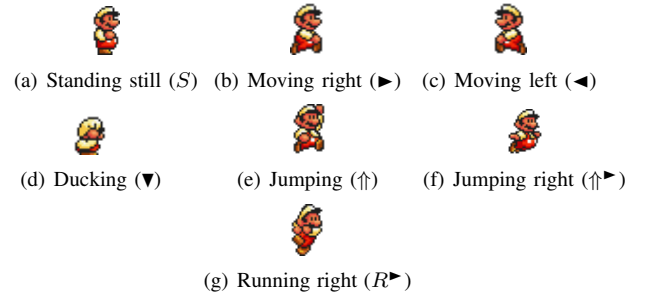 (a) Standing still (S) (b) Moving right (►) (c) Moving left (◄)
(d) Ducking (▼) (e) Jumping (⇑) (f) Jumping right (⇑►)
(g) Running right (R►)